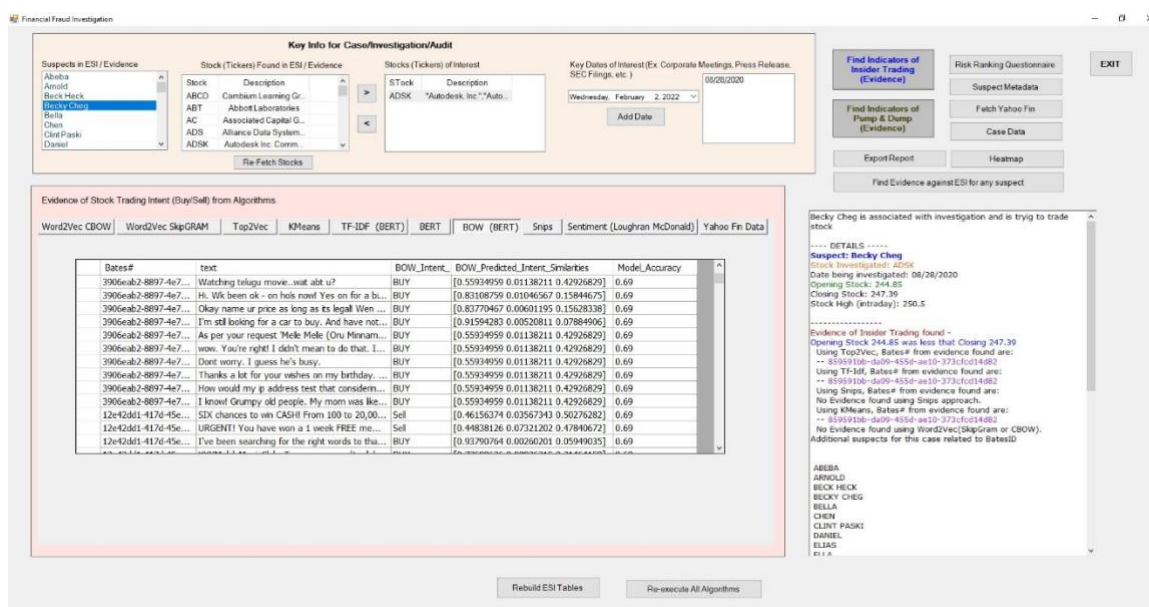 Financial Fraud Investigation
Key Info for Case/Investigation/Audit
Suspects in ESI / Evidence
Abeba
Arnold
Beck Heck
Becky Cheg
Bella
Chen
Clint Paski
Daniel
Stock (Tickers) Found in ESI / Evidence
Stock Description
ABCD Cambium Learning Gr...
ABT Abbott Laboratories
AC Associated Capital G...
ADS Alliance Data System...
ADSK Autodesk Inc. Comm...
Re-Fetch Stocks
>
<
Stocks (Tickers) of Interest
STock Description
ADSK "Autodesk, Inc.","Auto...
Key Dates of Interest (Ex. Corporate Meetings, Press Release,
SEC Filings, etc. )
Wednesday, February 2, 2022
Add Date
08/28/2020
Find Indicators of
Insider Trading
(Evidence)
Find Indicators of
Pump & Dump
(Evidence)
Risk Ranking Questionnaire
Suspect Metadata
Fetch Yahoo Fin
Case Data
Export Report
Heatmap
Find Evidence against ESI for any suspect
EXIT
Evidence of Stock Trading Intent (Buy/Sell) from Algorithms
Word2Vec CBOW Word2Vec SkipGRAM Top2Vec KMeans TF-IDF (BERT) BERT BOW (BERT) Snips Sentiment (Loughran McDonald) Yahoo Fin Data
Bates# text BOW_Intent_ BOW_Predicted_Intent_Similarities Model_Accuracy
3906eab2-8897-4e7... Watching telugu movie..wat abt u? BUY [0.55934959 0.01138211 0.42926829] 0.69
3906eab2-8897-4e7... Hi. Wk been ok - on hols now! Yes on for a bi... BUY [0.83108759 0.01046567 0.15844675] 0.69
3906eab2-8897-4e7... Okay name ur price as long as its legal! Wen ... BUY [0.83770467 0.00601195 0.15628338] 0.69
3906eab2-8897-4e7... I'm still looking for a car to buy. And have not... BUY [0.91594283 0.00520811 0.07884906] 0.69
3906eab2-8897-4e7... As per your request 'Melle Melle (Oru Minnam... BUY [0.55934959 0.01138211 0.42926829] 0.69
3906eab2-8897-4e7... wow. You're right! I didn't mean to do that. I... BUY [0.55934959 0.01138211 0.42926829] 0.69
3906eab2-8897-4e7... Dont worry. I guess he's busy. BUY [0.55934959 0.01138211 0.42926829] 0.69
3906eab2-8897-4e7... Thanks a lot for your wishes on my birthday. ... BUY [0.55934959 0.01138211 0.42926829] 0.69
3906eab2-8897-4e7... How would my ip address test that considerin... BUY [0.55934959 0.01138211 0.42926829] 0.69
3906eab2-8897-4e7... I know! Grumpy old people. My mom was like... BUY [0.55934959 0.01138211 0.42926829] 0.69
12e42dd1-417d-45e... SIX chances to win CASH! From 100 to 20,00... Sell [0.46156374 0.03567343 0.50276282] 0.69
12e42dd1-417d-45e... URGENT! You have won a 1 week FREE me... Sell [0.44838126 0.07321202 0.47840672] 0.69
12e42dd1-417d-45e... I've been searching for the right words to tha... BUY [0.93790764 0.00260201 0.05949035] 0.69
Becky Cheg is associated with investigation and is tryig to trade
stock
---- DETAILS -----
Suspect: Becky Cheg
Stock Investigated: ADSK
Date being investigated: 08/28/2020
Opening Stock: 244.85
Closing Stock: 247.39
Stock High (intraday): 250.5
-----------------
Evidence of Insider Trading found -
Opening Stock 244.85 was less that Closing 247.39
Using Top2Vec, Bates# from evidence found are:
-- 859591bb-da09-455d-ae10-373cfcd14d82
Using Tf-Idf, Bates# from evidence found are:
-- 859591bb-da09-455d-ae10-373cfcd14d82
Using Snips, Bates# from evidence found are:
No Evidence found using Snips approach.
Using KMeans, Bates# from evidence found are:
-- 859591bb-da09-455d-ae10-373cfcd14d82
No Evidence found using Word2Vec(SkipGram or CBOW).
Additional suspects for this case related to BatesID
ABEBA
ARNOLD
BECK HECK
BECKY CHEG
BELLA
CHEN
CLINT PASKI
DANIEL
ELIAS
ELLA
Rebuild ESI Tables
Re-execute All Algorithms